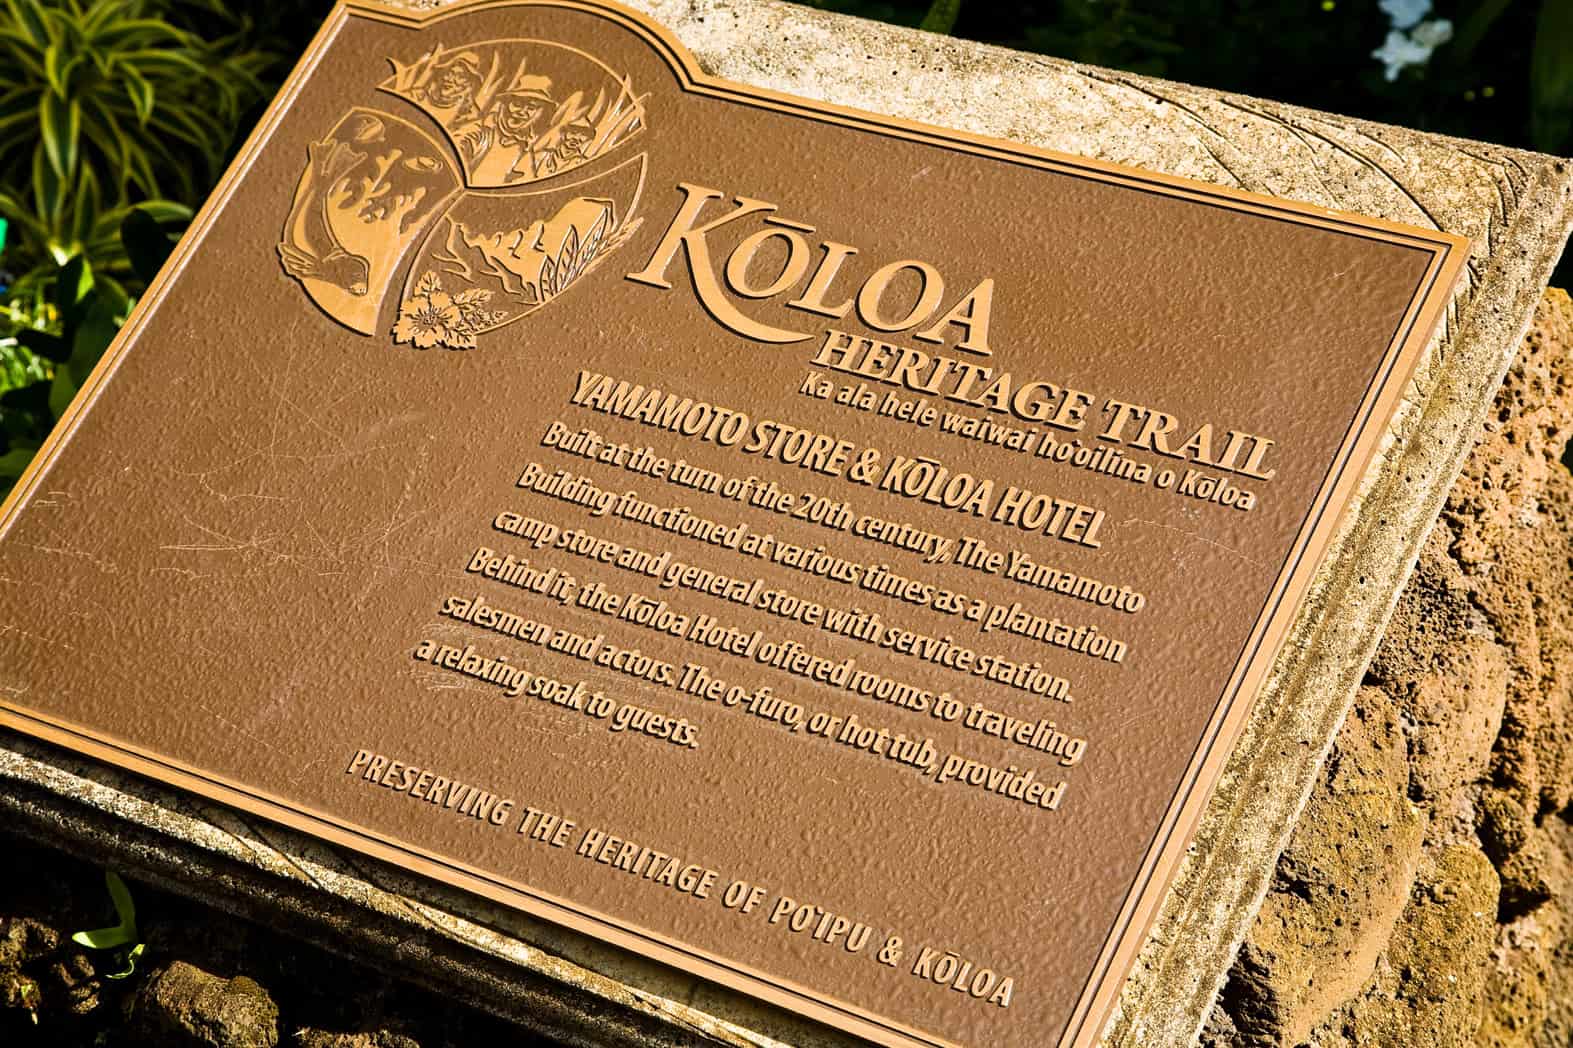 KŌLOA
HERITAGE TRAIL
Ka ala hele waiwai ho'oilina o Kōloa
YAMAMOTO STORE & KŌLOA HOTEL
Built at the turn of the 20th century, The Yamamoto
Building functioned at various times as a plantation
camp store and general store with service station.
Behind it, the Kōloa Hotel offered rooms to traveling
salesmen and actors. The o-furo, or hot tub, provided
a relaxing soak to guests.
PRESERVING THE HERITAGE OF PO'IPU & KŌLOA